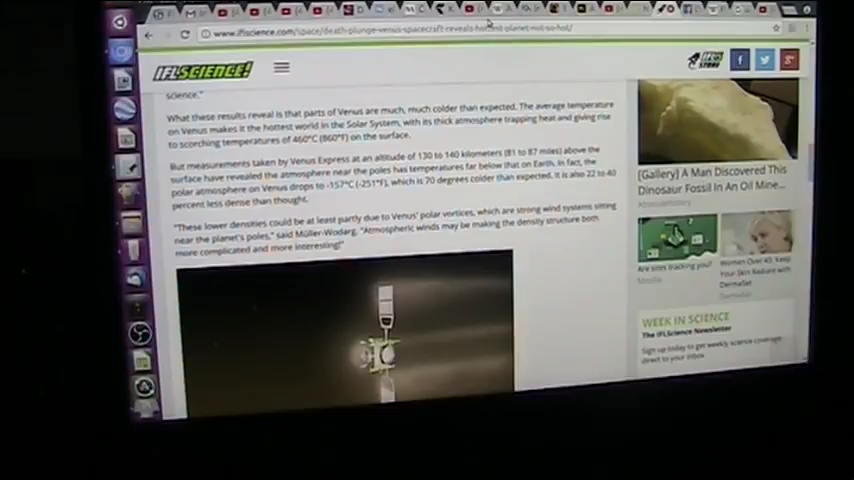 www.iflscience.com/space/death-plunge-venus-spacecraft-reveals-hottest-planet-not-so-hot/
IFLSCIENCE!
IFLS
STORE
science."
What these results reveal is that parts of Venus are much, much colder than expected. The average temperature
on Venus makes it the hottest world in the Solar System, with its thick atmosphere trapping heat and giving rise
to scorching temperatures of 460°C (860°F) on the surface.
But measurements taken by Venus Express at an altitude of 130 to 140 kilometers (81 to 87 miles) above the
surface have revealed the atmosphere near the poles has temperatures far below that on Earth. In fact, the
polar atmosphere on Venus drops to -157°C (-251°F), which is 70 degrees colder than expected. It is also 22 to 40
percent less dense than thought.
"These lower densities could be at least partly due to Venus' polar vortices, which are strong wind systems sitting
near the planet's poles," said Müller-Wodarg. "Atmospheric winds may be making the density structure both
more complicated and more interesting!"
[Gallery] A Man Discovered This
Dinosaur Fossil In An Oil Mine...
Are sites tracking you?
Mozilla
Women Over 40: Keep
Your Skin Radiant with
DermaSet
DermaSet
WEEK IN SCIENCE
The IFLScience Newsletter
Sign up today to get weekly science coverage
direct to your inbox